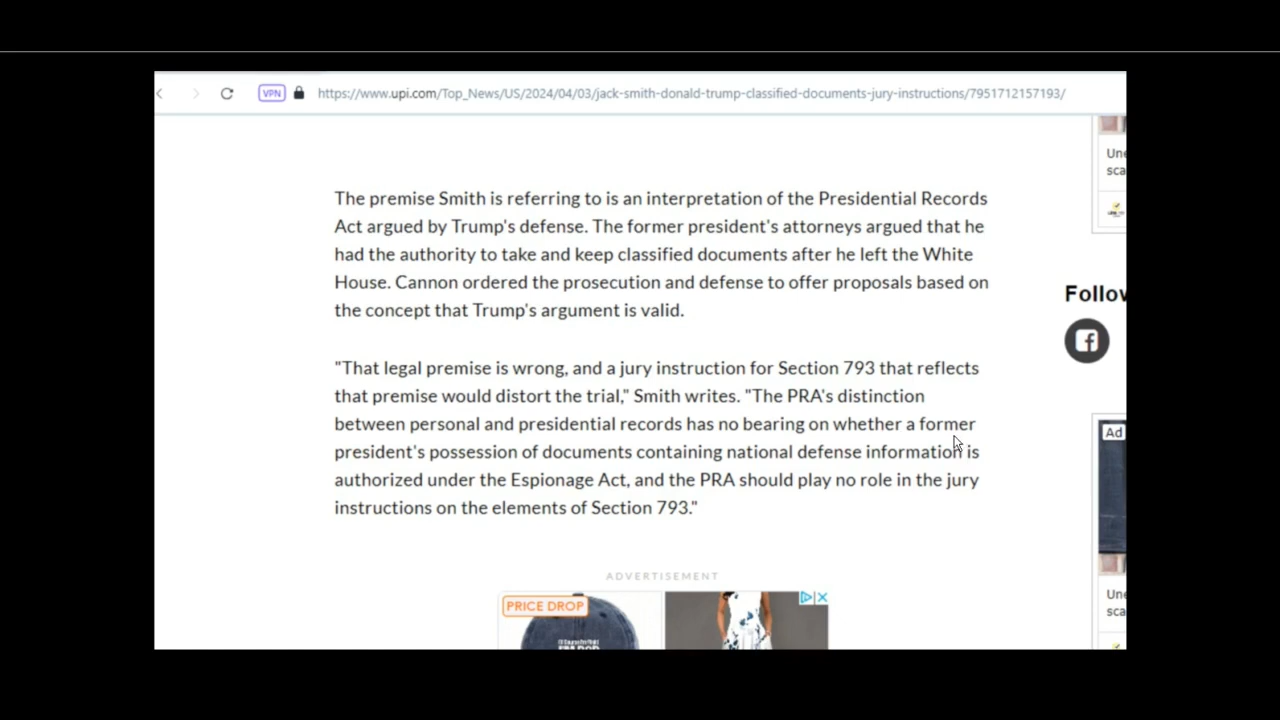 VPN
https://www.upi.com/Top_News/US/2024/04/03/jack-smith-donald-trump-classified-documents-jury-instructions/7951712157193/
The premise Smith is referring to is an interpretation of the Presidential Records
Act argued by Trump's defense. The former president's attorneys argued that he
had the authority to take and keep classified documents after he left the White
House. Cannon ordered the prosecution and defense to offer proposals based on
the concept that Trump's argument is valid.
"That legal premise is wrong, and a jury instruction for Section 793 that reflects
that premise would distort the trial," Smith writes. "The PRA's distinction
between personal and presidential records has no bearing on whether a former
president's possession of documents containing national defense information is
authorized under the Espionage Act, and the PRA should play no role in the jury
instructions on the elements of Section 793."
ADVERTISEMENT
PRICE DROP
Une
sca
Follow
Ad
Une
sca